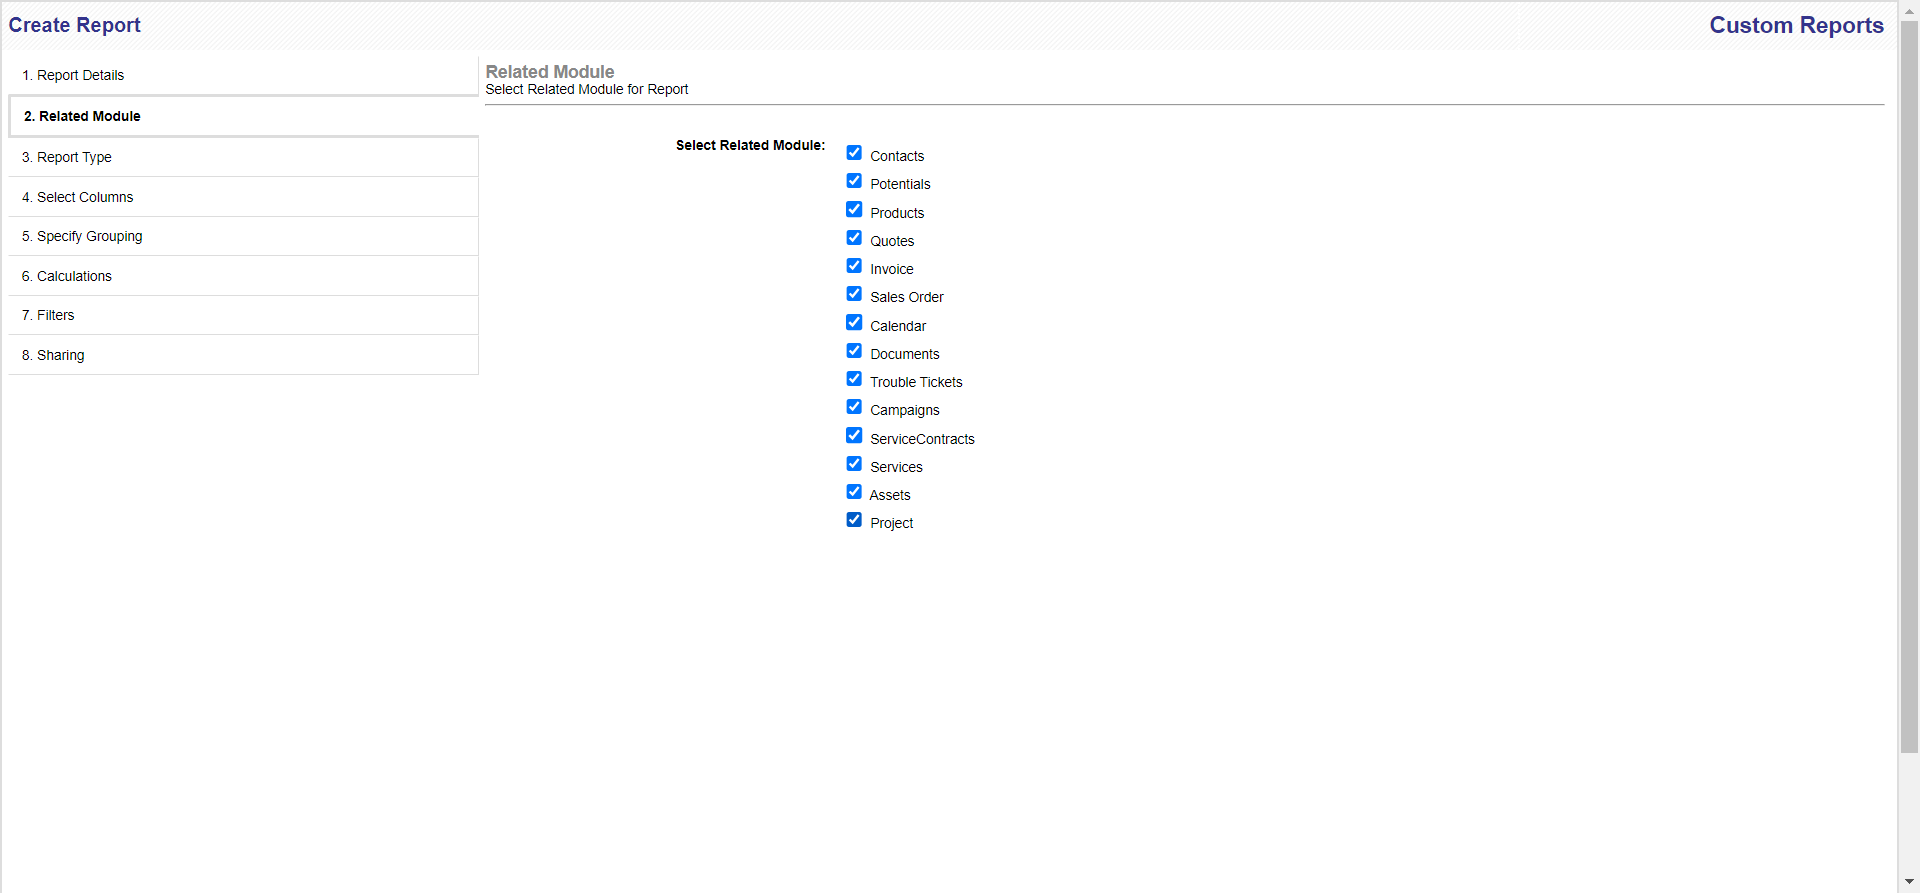 Create Report
Custom Reports
1. Report Details
2. Related Module
3. Report Type
4. Select Columns
5. Specify Grouping
6. Calculations
7. Filters
8. Sharing
Related Module
Select Related Module for Report
Select Related Module:
Contacts
Potentials
Products
Quotes
Invoice
Sales Order
Calendar
Documents
Trouble Tickets
Campaigns
ServiceContracts
Services
Assets
Project